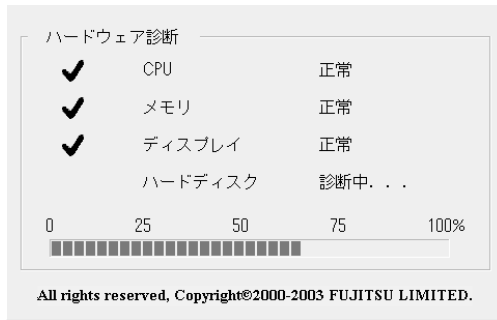 ハードウェア診断
CPU 正常
メモリ 正常
ディスプレイ 正常
ハードディスク 診断中...
0 25 50 75 100%
All rights reserved, Copyright©2000-2003 FUJITSU LIMITED.